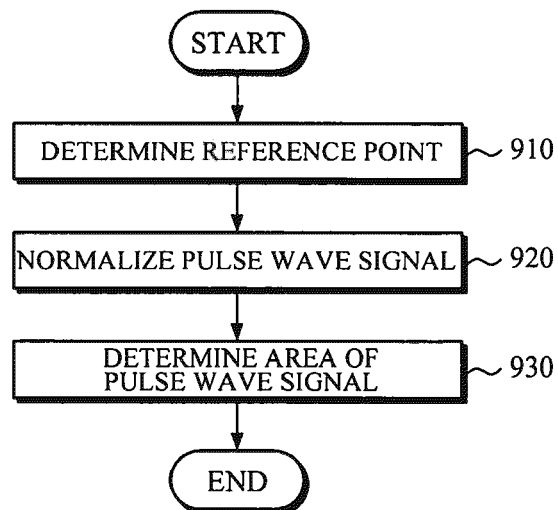 START
DETERMINE REFERENCE POINT
910
NORMALIZE PULSE WAVE SIGNAL
920
DETERMINE AREA OF
PULSE WAVE SIGNAL
930
END